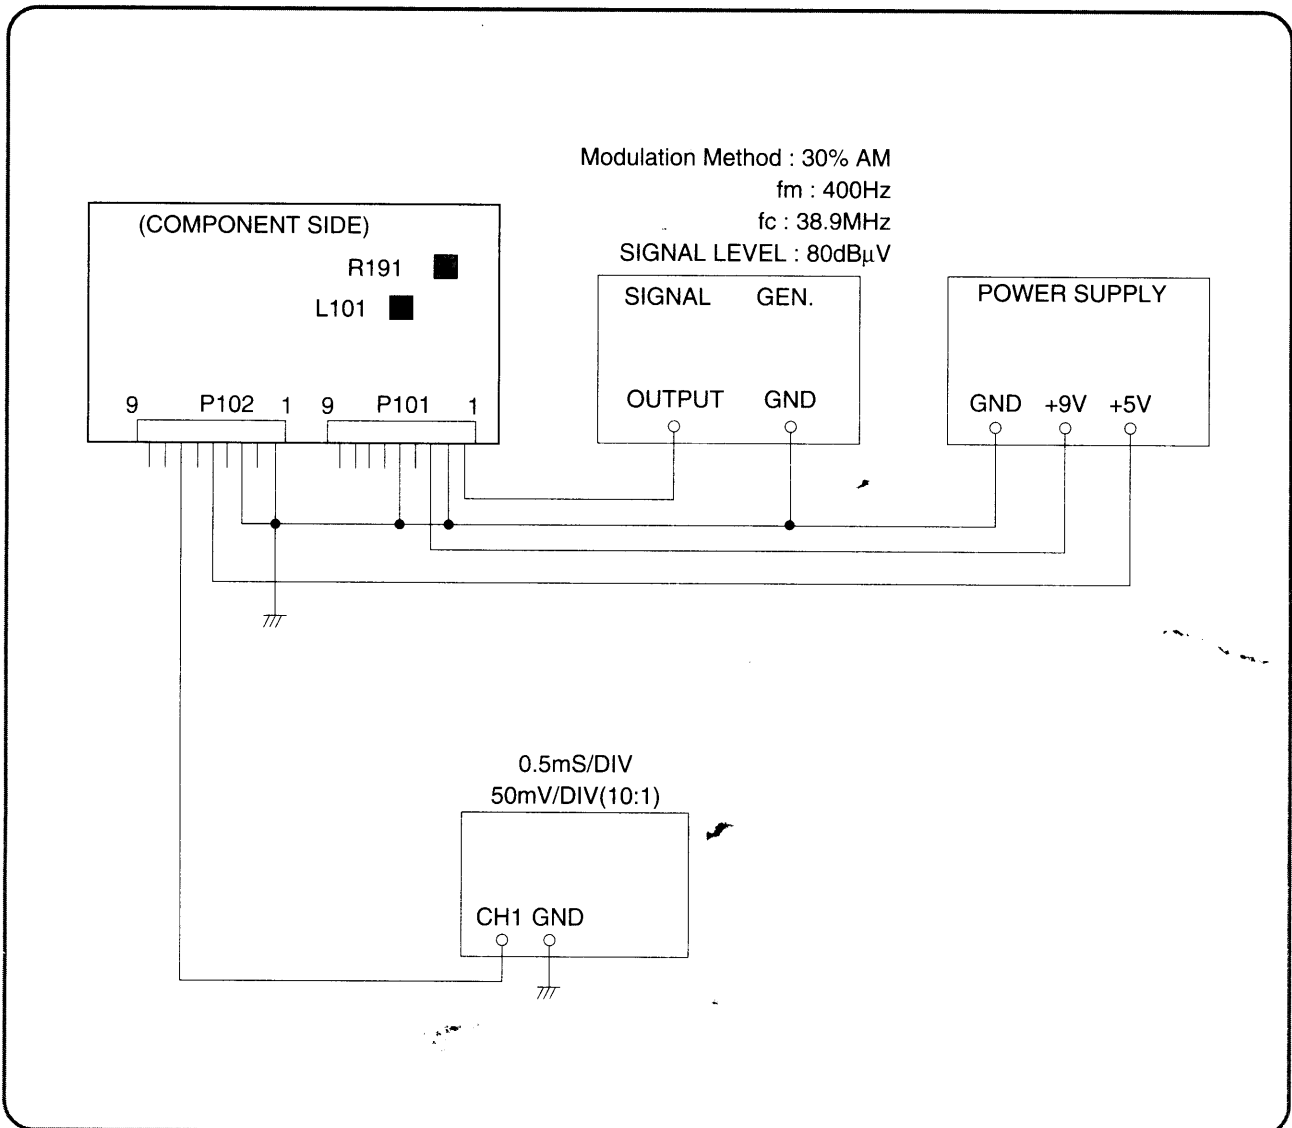 Modulation Method : 30% AM
fm : 400Hz
fc : 38.9MHz
SIGNAL LEVEL : 80dBμV
(COMPONENT SIDE)
R191
L101
9 P102 1 9 P101 1
SIGNAL GEN.
OUTPUT GND
POWER SUPPLY
GND +9V +5V
0.5mS/DIV
50mV/DIV(10:1)
CH1 GND